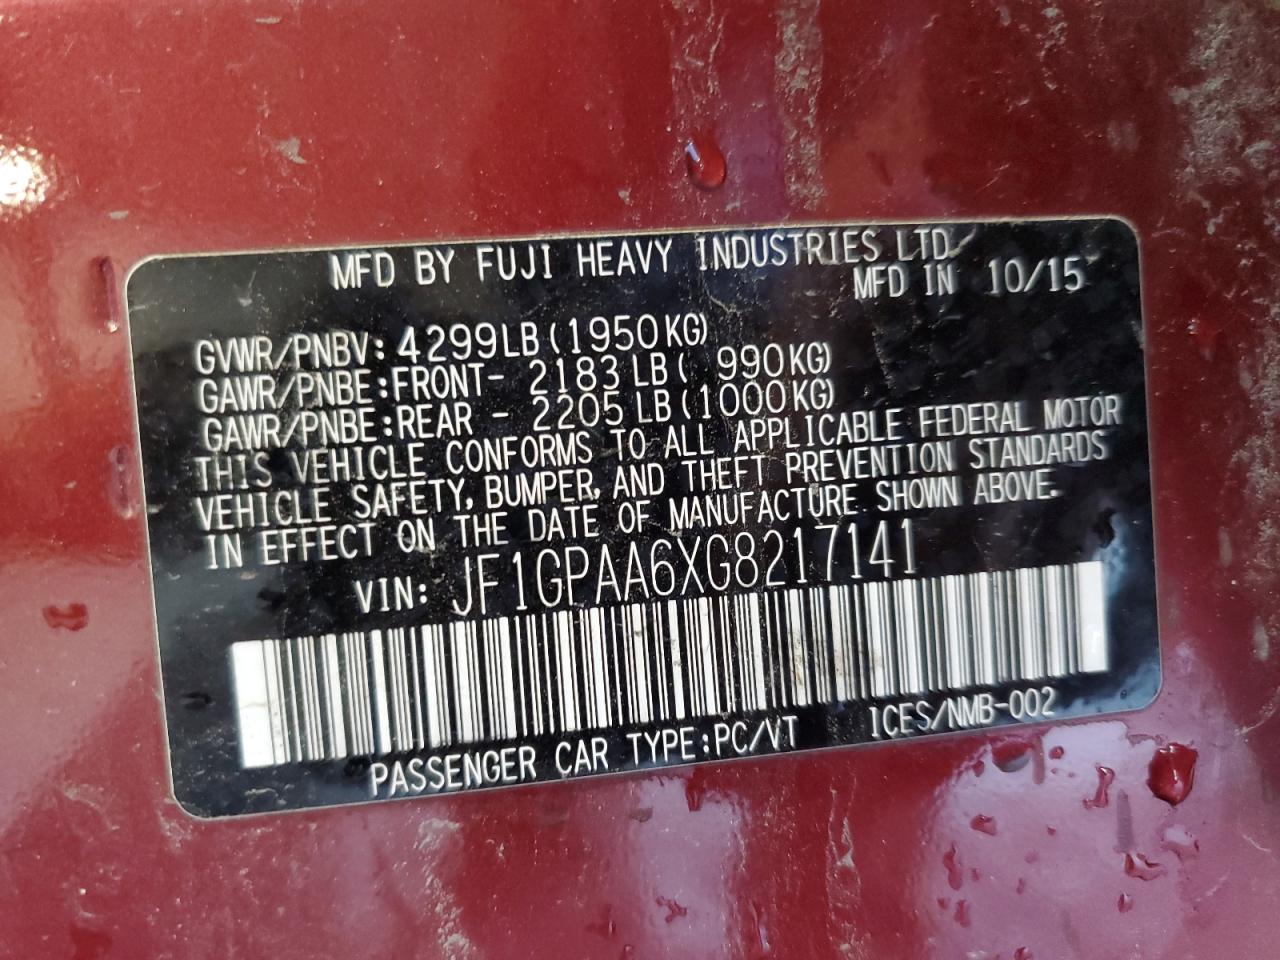 MFD BY FUJI HEAVY INDUSTRIES LTD.
MFD IN 10/15
GVWR/PNBV: 4299LB (1950KG)
GAWR/PNBE:FRONT- 2183 LB ( 990KG)
GAWR/PNBE:REAR - 2205 LB (1000KG)
THIS VEHICLE CONFORMS TO ALL APPLICABLE FEDERAL MOTOR
VEHICLE SAFETY, BUMPER, AND THEFT PREVENTION STANDARDS
IN EFFECT ON THE DATE OF MANUFACTURE SHOWN ABOVE.
VIN: JF1GPAA6XG8217141
PASSENGER CAR TYPE:PC/VT ICES/NMB-002